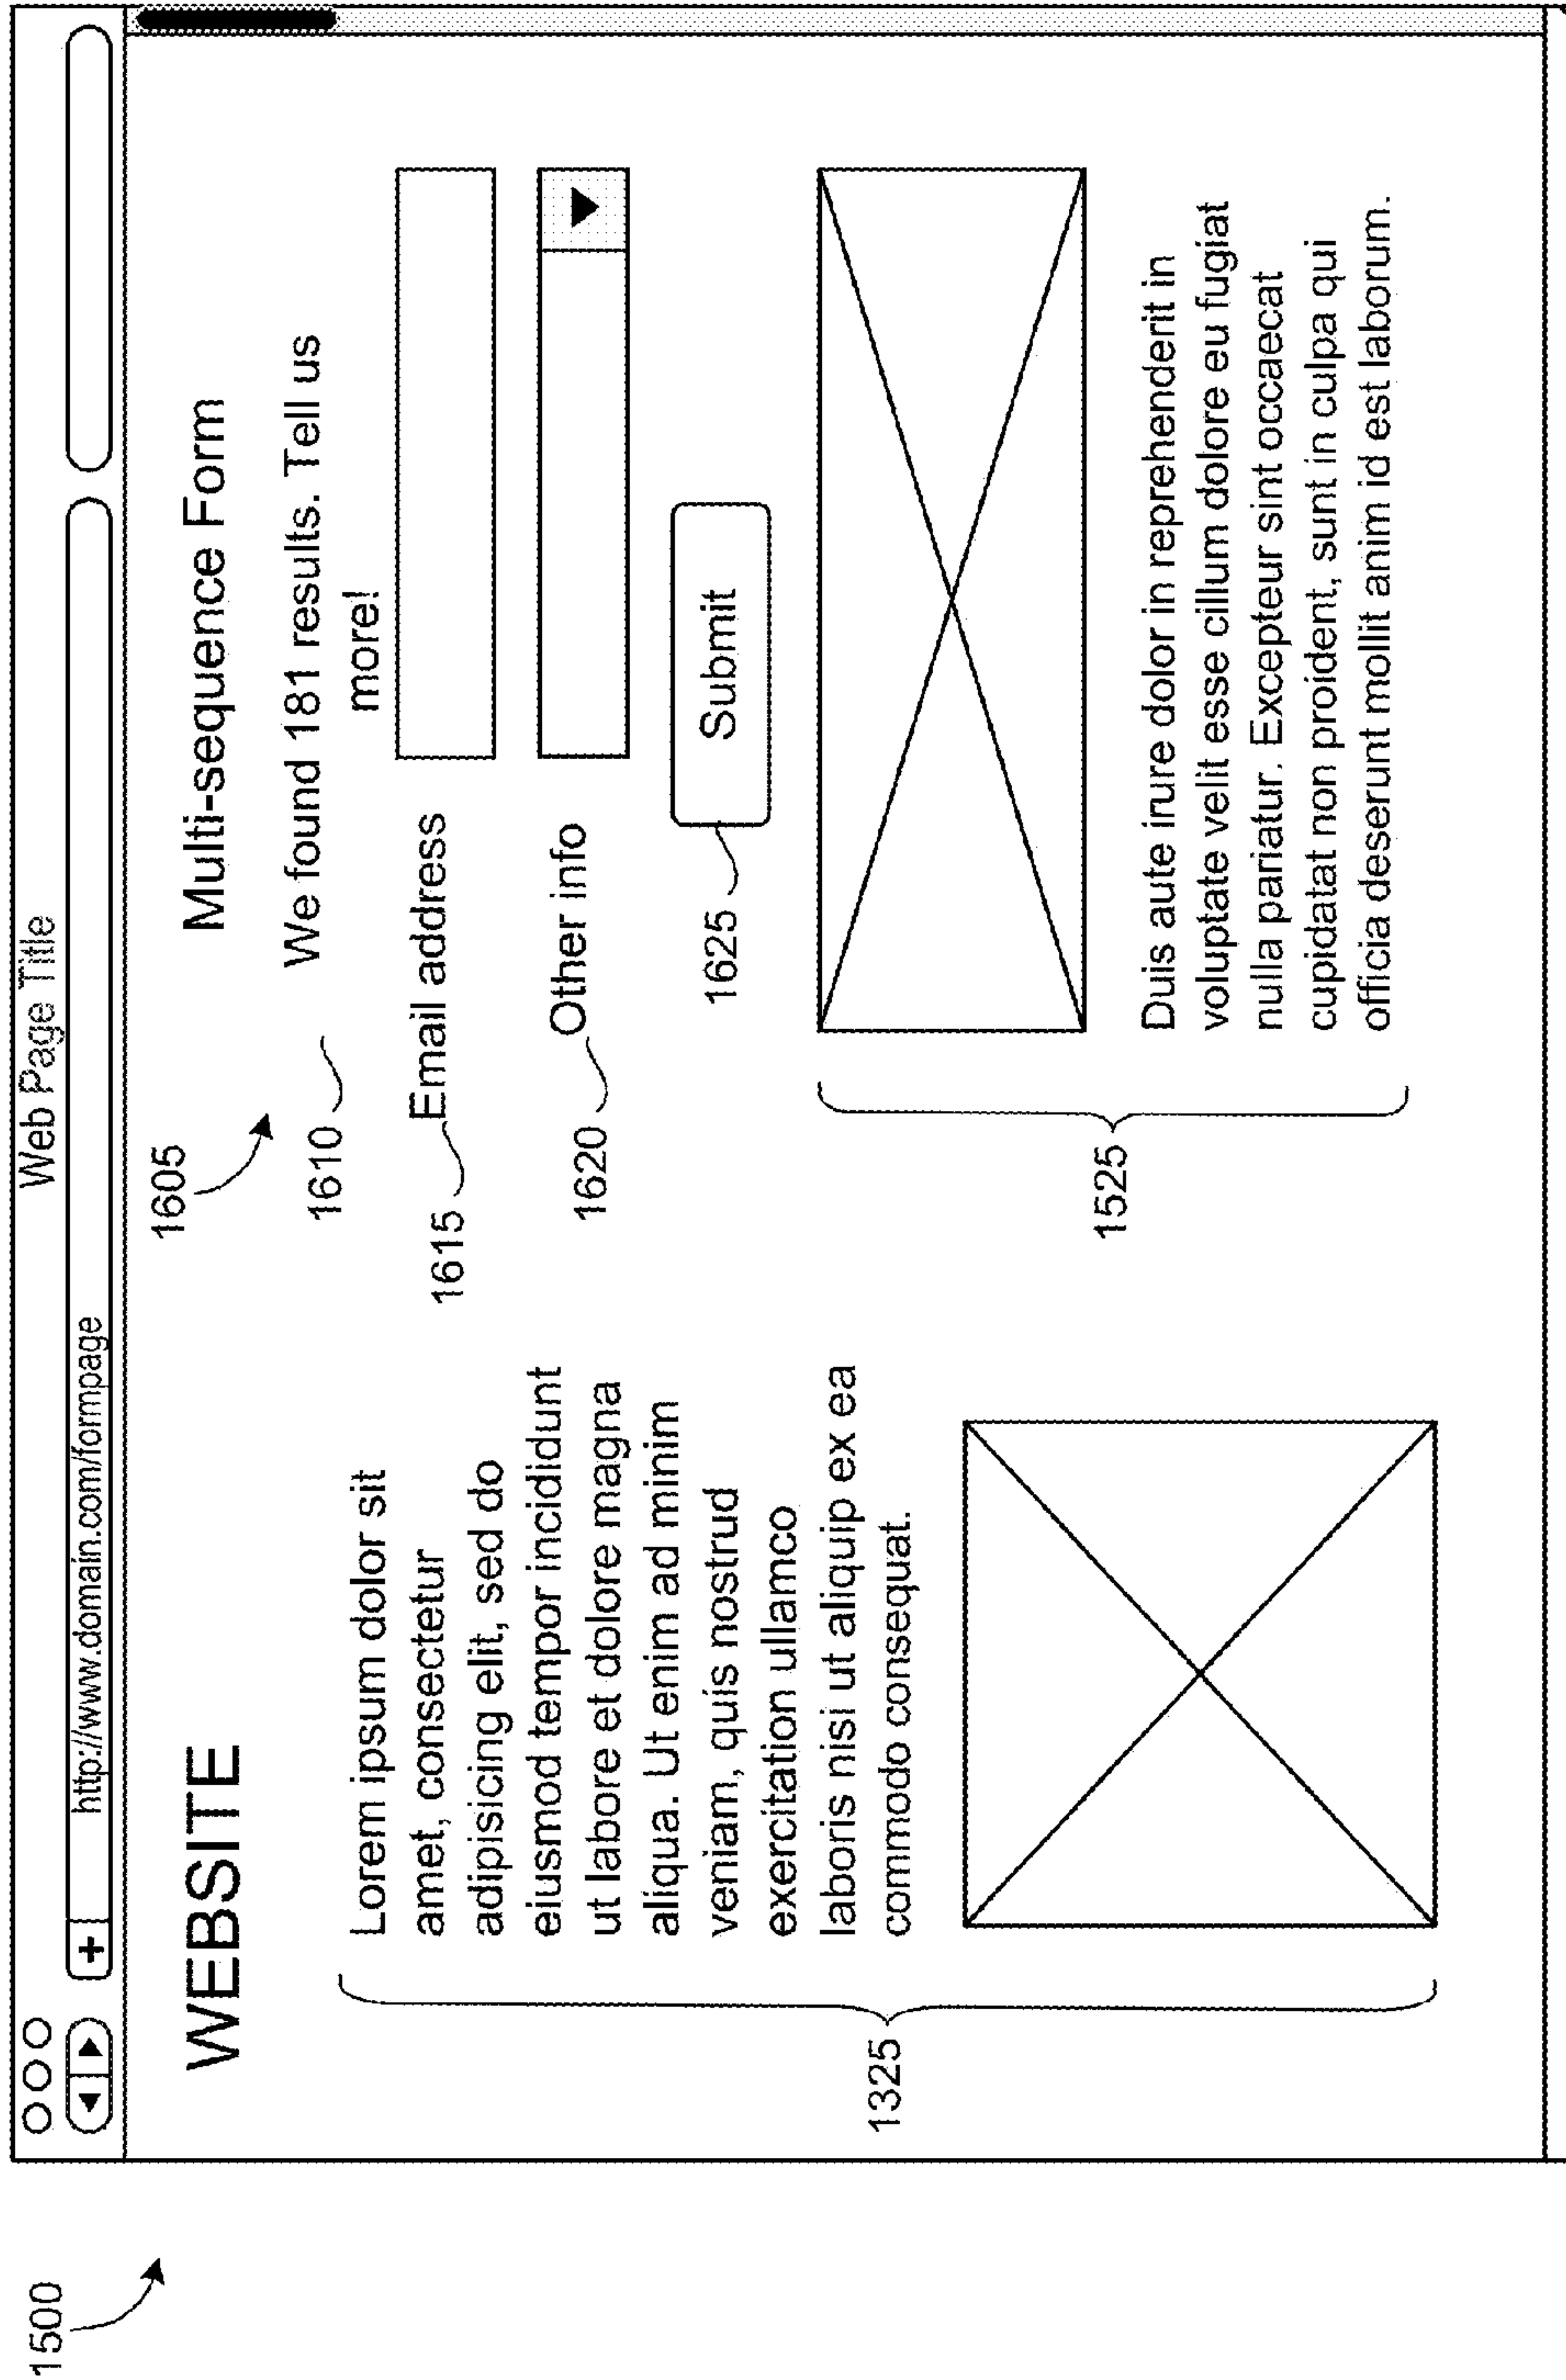 1500
Web Page Title
http://www.domain.com/formpage
WEBSITE
1325
Lorem ipsum dolor sit
amet, consectetur
adipisicing elit, sed do
eiusmod tempor incididunt
ut labore et dolore magna
aliqua. Ut enim ad minim
veniam, quis nostrud
exercitation ullamco
laboris nisi ut aliquip ex ea
commodo consequat.
1605
Multi-sequence Form
1610
We found 181 results. Tell us
more!
1615
Email address
1620
Other info
1625
Submit
1525
Duis aute irure dolor in reprehenderit in
voluptate velit esse cillum dolore eu fugiat
nulla pariatur. Excepteur sint occaecat
cupidatat non proident, sunt in culpa qui
officia deserunt mollit anim id est laborum.